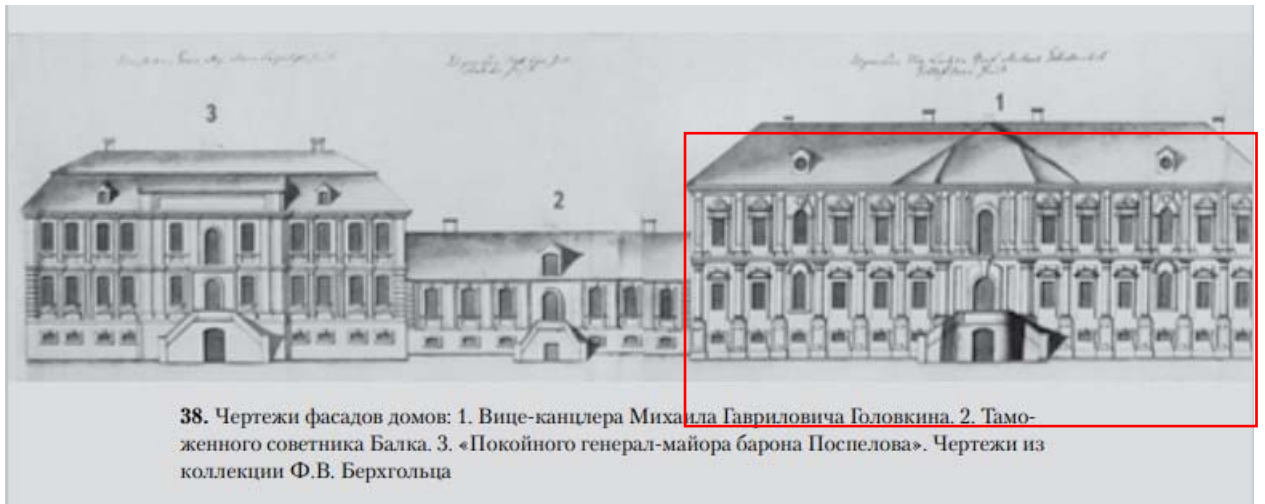 3
2
1
38. Чертежи фасадов домов: 1. Вице-канцлера Михаила Гавриловича Головкина. 2. Тамо-
женного советника Балка. 3. «Покойного генерал-майора барона Поспелова». Чертежи из
коллекции Ф.В. Берхгольца